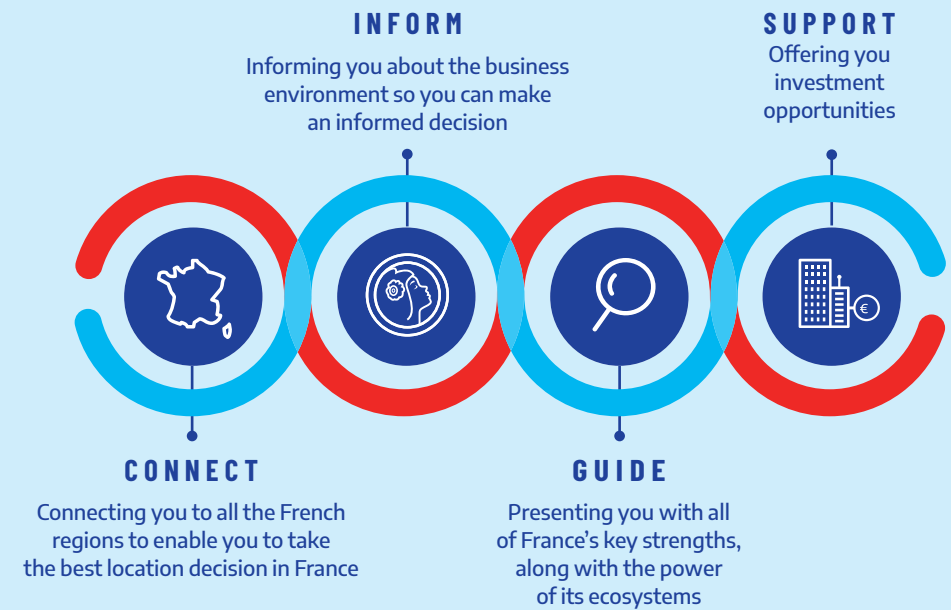 INFORM
Informing you about the business
environment so you can make
an informed decision
SUPPORT
Offering you
investment
opportunities
€
CONNECT
Connecting you to all the French
regions to enable you to take
the best location decision in France
GUIDE
Presenting you with all
of France's key strengths,
along with the power
of its ecosystems